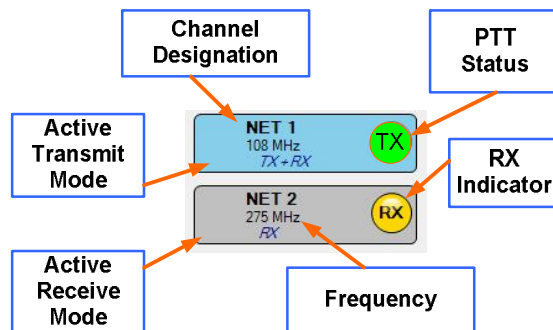 Channel
Designation
PTT
Status
Active
Transmit
Mode
NET 1
108 MHz
TX+RX
TX
RX
Indicator
NET 2
275 MHz
RX
RX
Active
Receive
Mode
Frequency